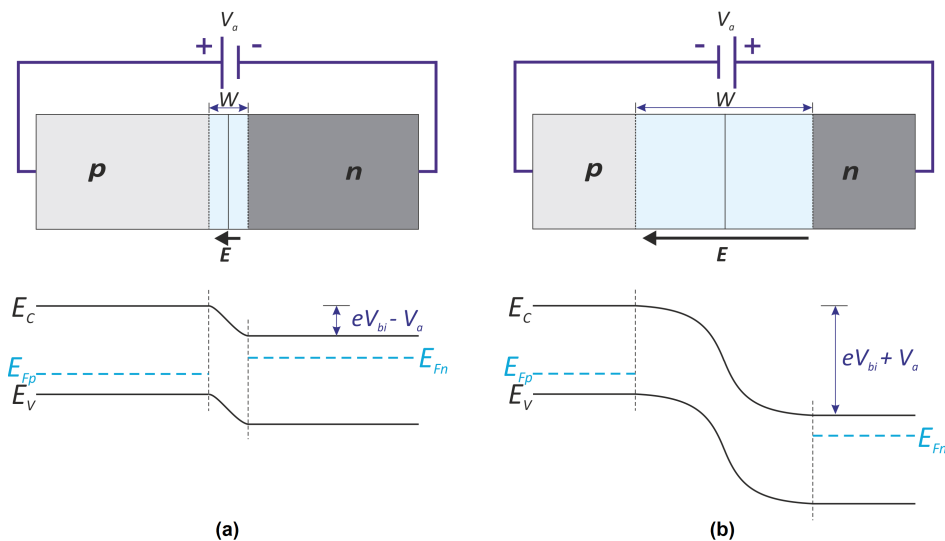 V_a
+ -
W
p n
E
E_C
eV_bi - V_a
E_Fp
E_Fn
E_V
(a)
V_a
- +
W
p n
E
E_C
eV_bi + V_a
E_Fp
E_V
E_Fn
(b)